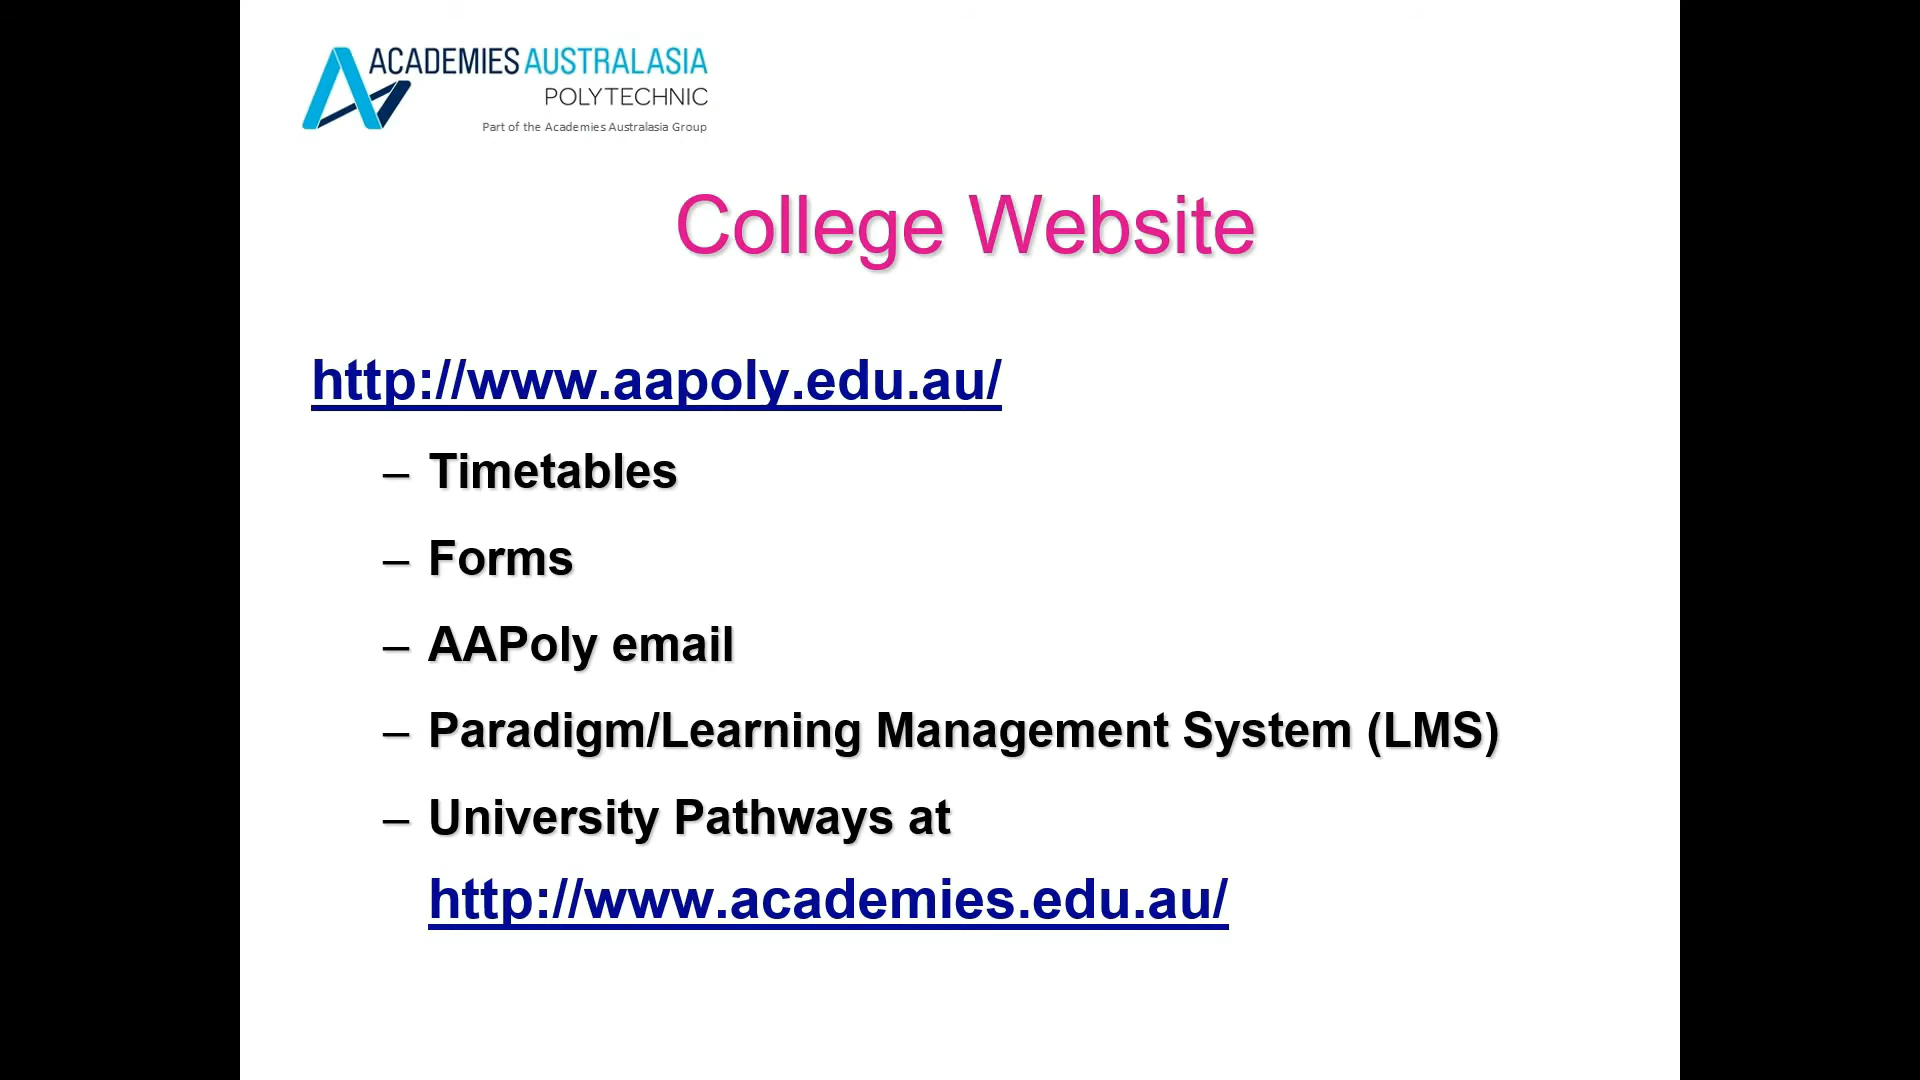 ACADEMIES AUSTRALASIA
POLYTECHNIC
Part of the Academies Australasia Group
College Website
http://www.aapoly.edu.au/
– Timetables
– Forms
– AAPoly email
– Paradigm/Learning Management System (LMS)
– University Pathways at
http://www.academies.edu.au/